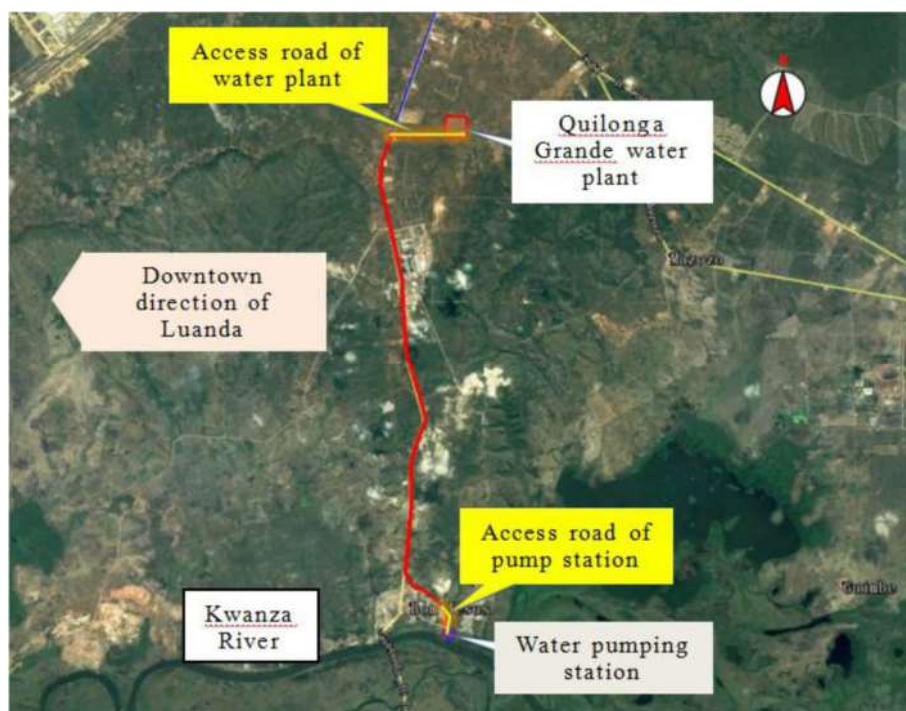 Access road of
water plant
Quilonga
Grande water
plant
Downtown
direction of
Luanda
Access road of
pump station
Kwanza
River
Water pumping
station